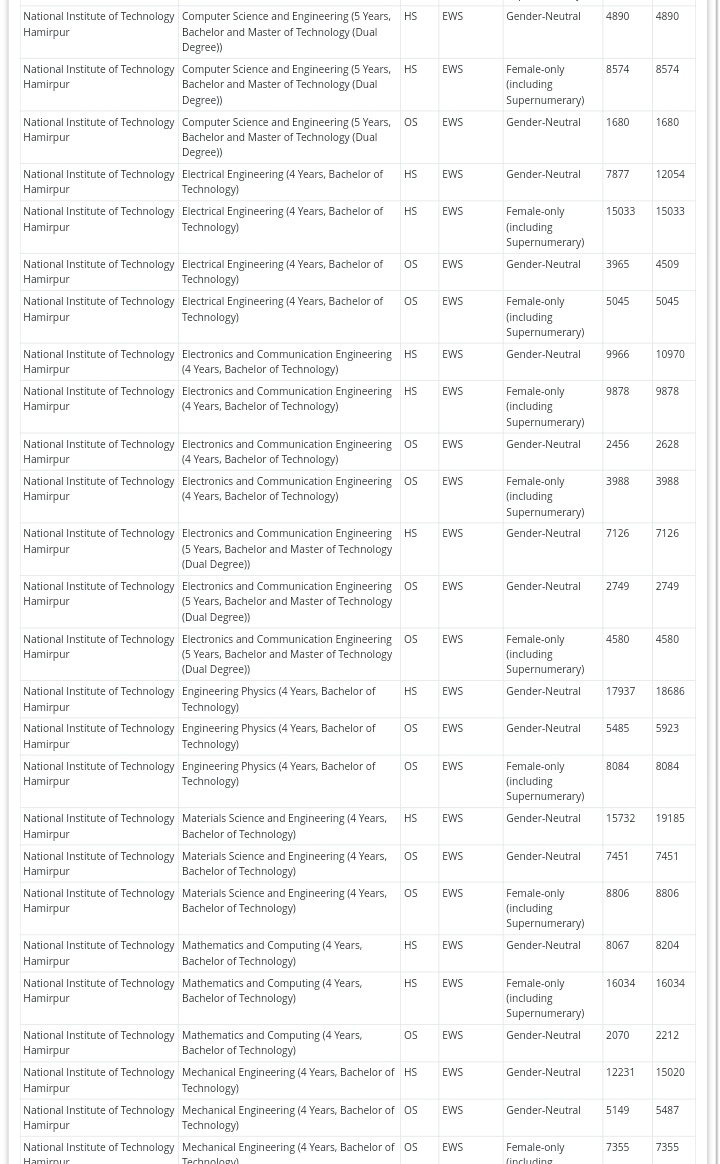 National Institute of Technology Computer Science and Engineering (5 Years, HS EWS Gender-Neutral 4890 4890
Hamirpur Bachelor and Master of Technology (Dual
Degree))
National Institute of Technology Computer Science and Engineering (5 Years, HS EWS Female-only 8574 8574
Hamirpur Bachelor and Master of Technology (Dual (including
Degree)) Supernumerary)
National Institute of Technology Computer Science and Engineering (5 Years, OS EWS Gender-Neutral 1680 1680
Hamirpur Bachelor and Master of Technology (Dual
Degree))
National Institute of Technology Electrical Engineering (4 Years, Bachelor of HS EWS Gender-Neutral 7877 12054
Hamirpur Technology)
National Institute of Technology Electrical Engineering (4 Years, Bachelor of HS EWS Female-only 15033 15033
Hamirpur Technology) (including
Supernumerary)
National Institute of Technology Electrical Engineering (4 Years, Bachelor of OS EWS Gender-Neutral 3965 4509
Hamirpur Technology)
National Institute of Technology Electrical Engineering (4 Years, Bachelor of OS EWS Female-only 5045 5045
Hamirpur Technology) (including
Supernumerary)
National Institute of Technology Electronics and Communication Engineering HS EWS Gender-Neutral 9966 10970
Hamirpur (4 Years, Bachelor of Technology)
National Institute of Technology Electronics and Communication Engineering HS EWS Female-only 9878 9878
Hamirpur (4 Years, Bachelor of Technology) (including
Supernumerary)
National Institute of Technology Electronics and Communication Engineering OS EWS Gender-Neutral 2456 2628
Hamirpur (4 Years, Bachelor of Technology)
National Institute of Technology Electronics and Communication Engineering OS EWS Female-only 3988 3988
Hamirpur (4 Years, Bachelor of Technology) (including
Supernumerary)
National Institute of Technology Electronics and Communication Engineering HS EWS Gender-Neutral 7126 7126
Hamirpur (5 Years, Bachelor and Master of Technology
(Dual Degree))
National Institute of Technology Electronics and Communication Engineering OS EWS Gender-Neutral 2749 2749
Hamirpur (5 Years, Bachelor and Master of Technology
(Dual Degree))
National Institute of Technology Electronics and Communication Engineering OS EWS Female-only 4580 4580
Hamirpur (5 Years, Bachelor and Master of Technology (including
(Dual Degree)) Supernumerary)
National Institute of Technology Engineering Physics (4 Years, Bachelor of HS EWS Gender-Neutral 17937 18686
Hamirpur Technology)
National Institute of Technology Engineering Physics (4 Years, Bachelor of OS EWS Gender-Neutral 5485 5923
Hamirpur Technology)
National Institute of Technology Engineering Physics (4 Years, Bachelor of OS EWS Female-only 8084 8084
Hamirpur Technology) (including
Supernumerary)
National Institute of Technology Materials Science and Engineering (4 Years, HS EWS Gender-Neutral 15732 19185
Hamirpur Bachelor of Technology)
National Institute of Technology Materials Science and Engineering (4 Years, OS EWS Gender-Neutral 7451 7451
Hamirpur Bachelor of Technology)
National Institute of Technology Materials Science and Engineering (4 Years, OS EWS Female-only 8806 8806
Hamirpur Bachelor of Technology) (including
Supernumerary)
National Institute of Technology Mathematics and Computing (4 Years, HS EWS Gender-Neutral 8067 8204
Hamirpur Bachelor of Technology)
National Institute of Technology Mathematics and Computing (4 Years, HS EWS Female-only 16034 16034
Hamirpur Bachelor of Technology) (including
Supernumerary)
National Institute of Technology Mathematics and Computing (4 Years, OS EWS Gender-Neutral 2070 2212
Hamirpur Bachelor of Technology)
National Institute of Technology Mechanical Engineering (4 Years, Bachelor of HS EWS Gender-Neutral 12231 15020
Hamirpur Technology)
National Institute of Technology Mechanical Engineering (4 Years, Bachelor of OS EWS Gender-Neutral 5149 5487
Hamirpur Technology)
National Institute of Technology Mechanical Engineering (4 Years, Bachelor of OS EWS Female-only 7355 7355
Hamirpur Technology) (including